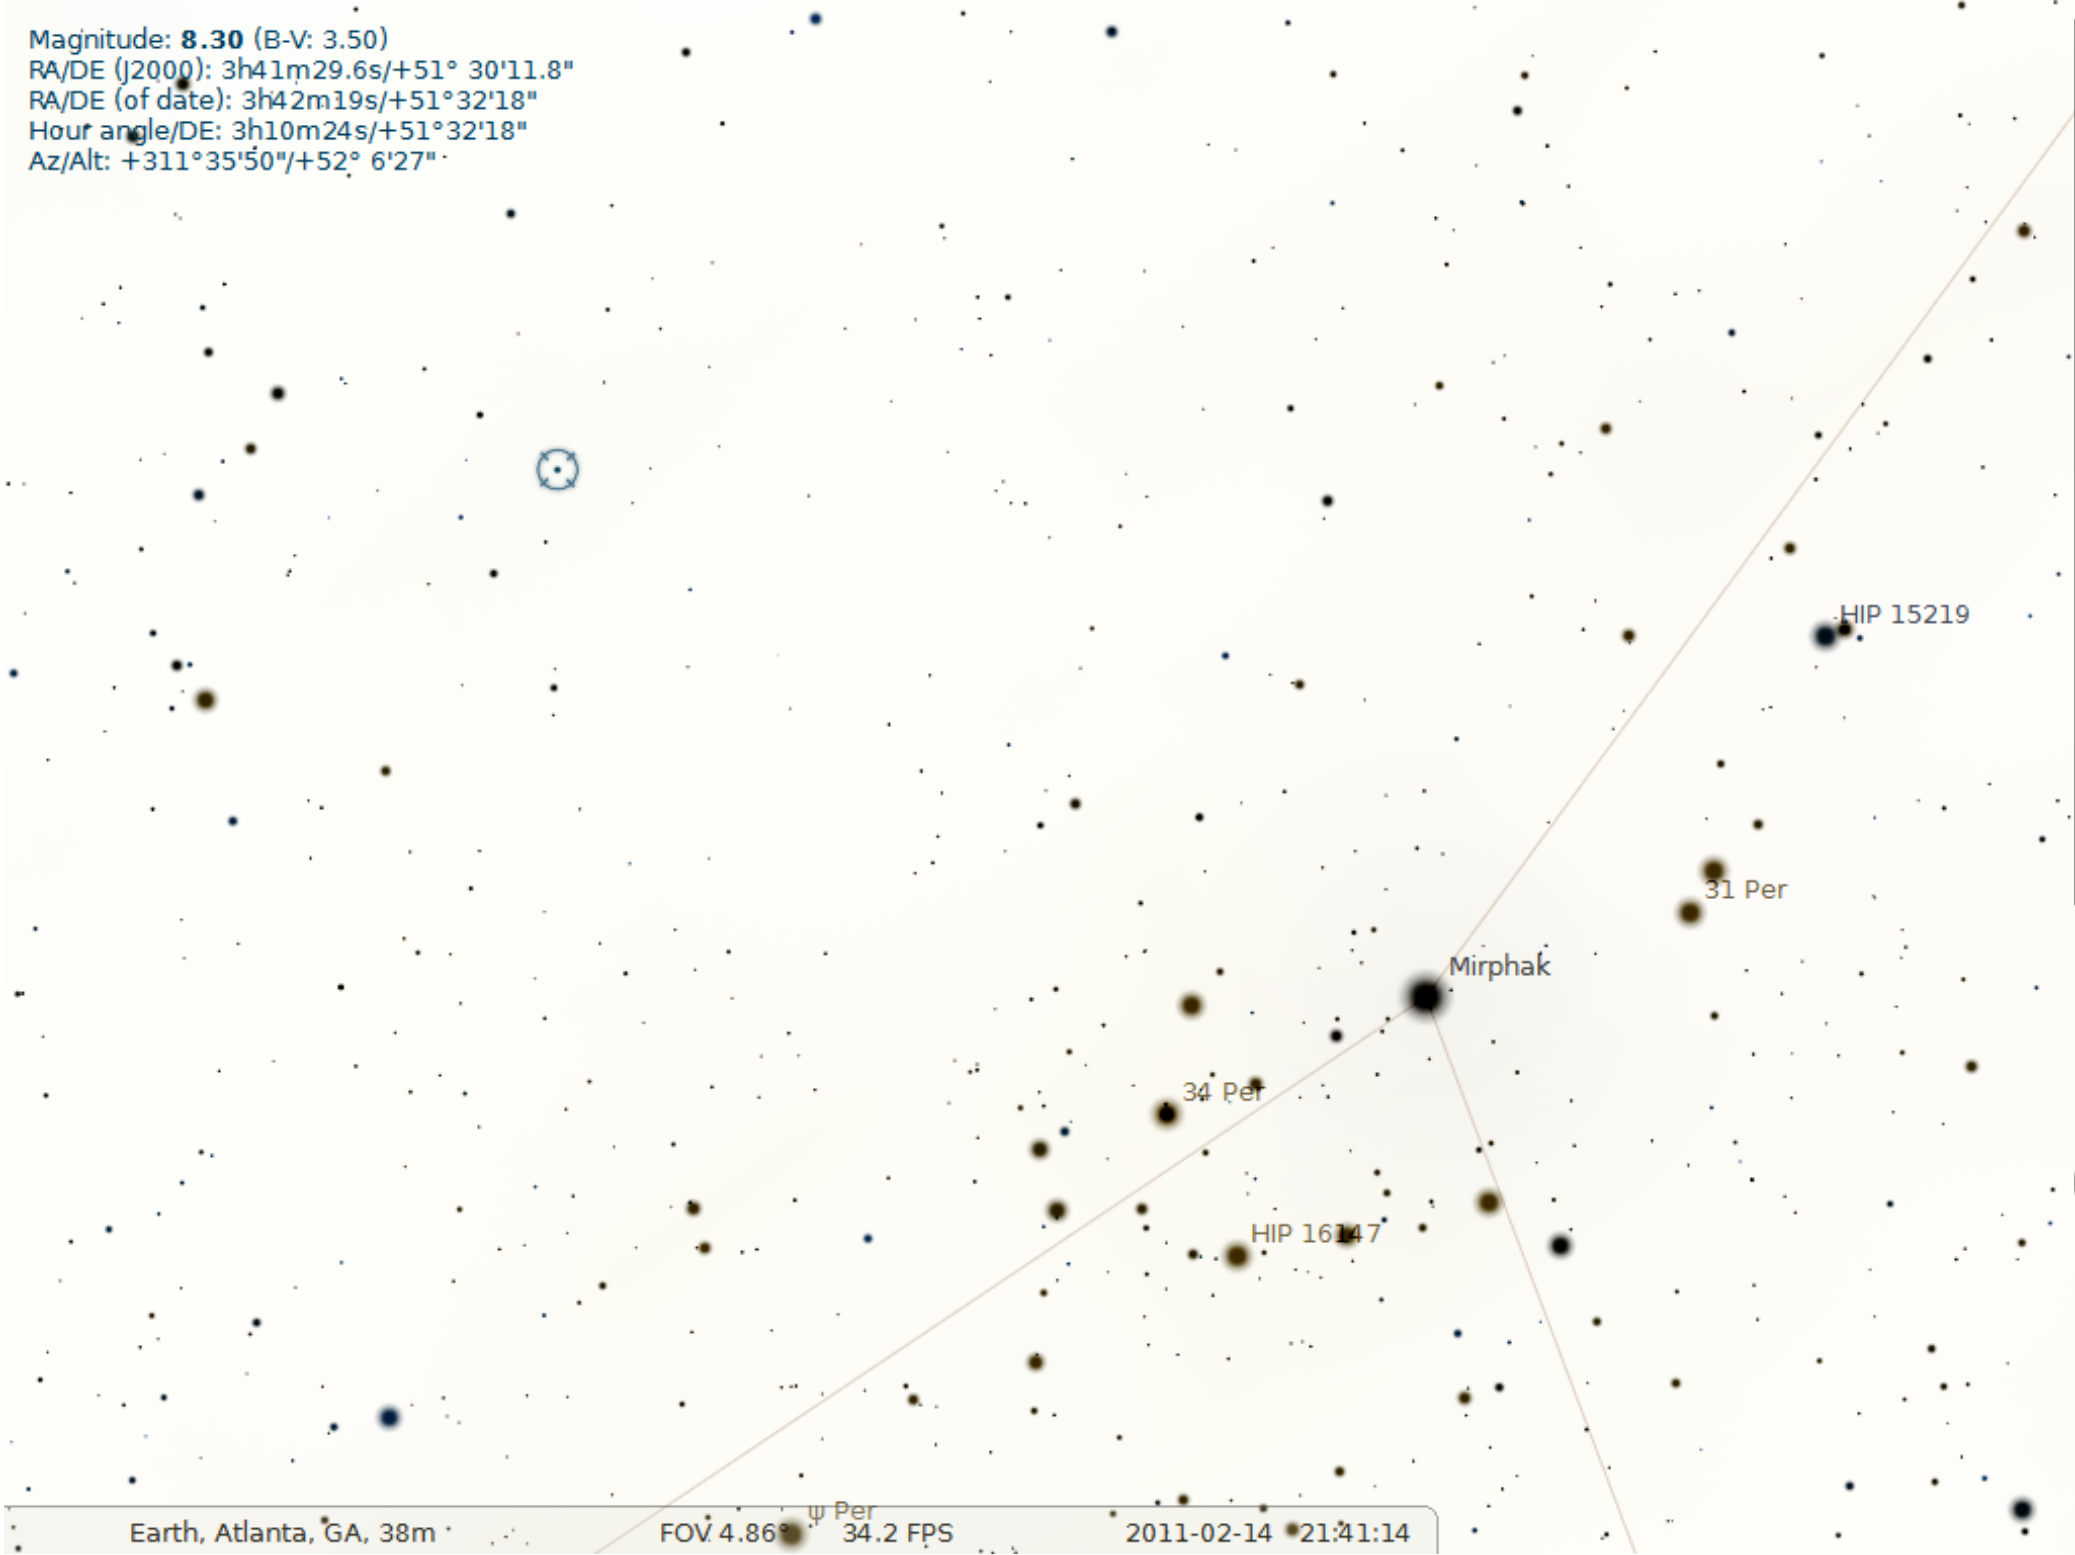 Magnitude: 8.30 (B-V: 3.50)
RA/DE (J2000): 3h41m29.6s/+51° 30'11.8"
RA/DE (of date): 3h42m19s/+51°32'18"
Hour angle/DE: 3h10m24s/+51°32'18"
Az/Alt: +311°35'50"/+52° 6'27"
HIP 15219
31 Per
Mirphak
34 Per
HIP 16147
ψ Per
Earth, Atlanta, GA, 38m FOV 4.86° 34.2 FPS 2011-02-14 21:41:14